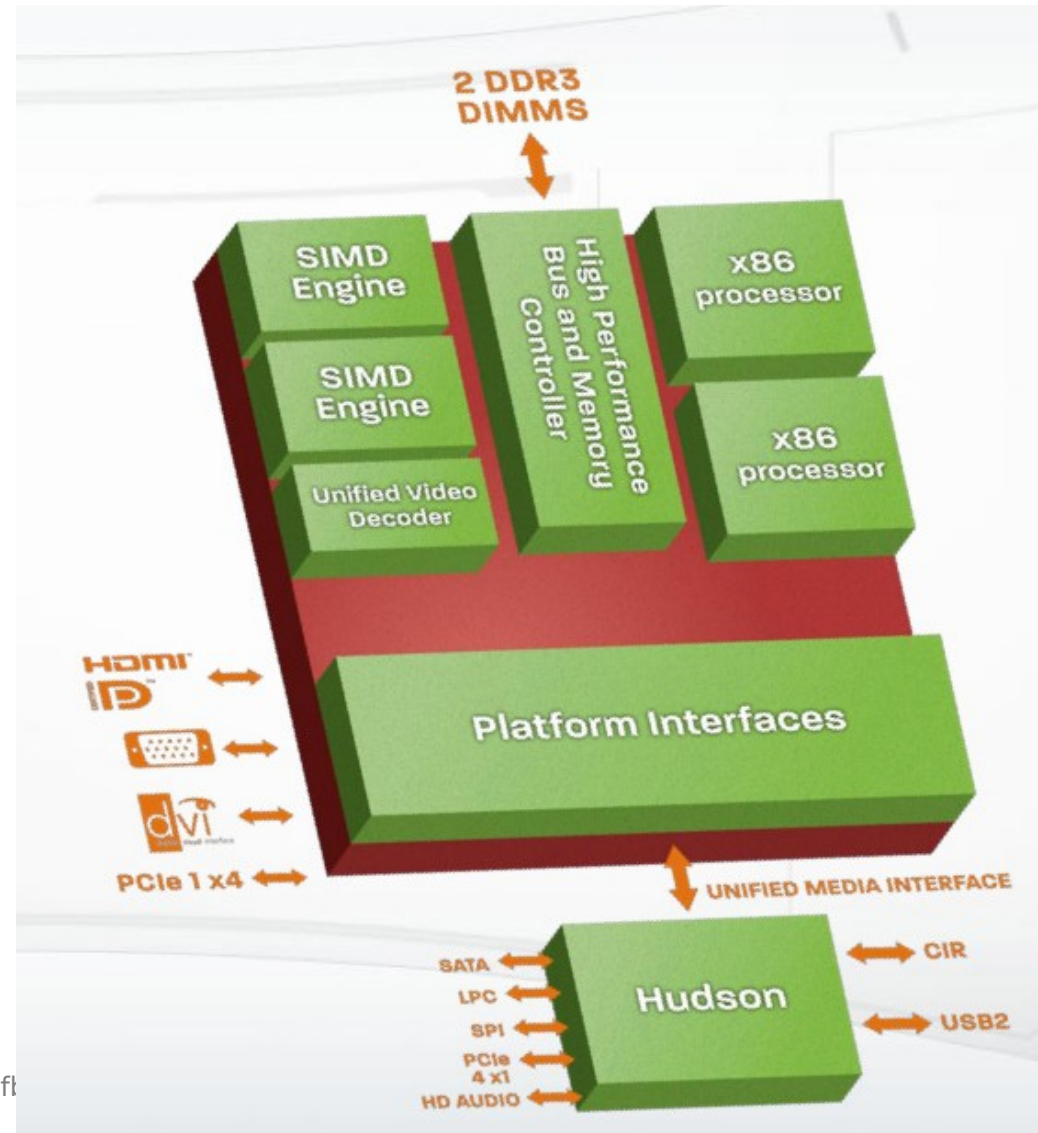 2 DDR3
DIMMS
SIMD
Engine
High Performance
Bus and Memory
Controller
x86
processor
SIMD
Engine
x86
processor
Unified Video
Decoder
HDMI
Platform Interfaces
dvi
PCIe 1 x4
UNIFIED MEDIA INTERFACE
SATA
LPC
SPI
PCIe
4 x1
HD AUDIO
Hudson
CIR
USB2